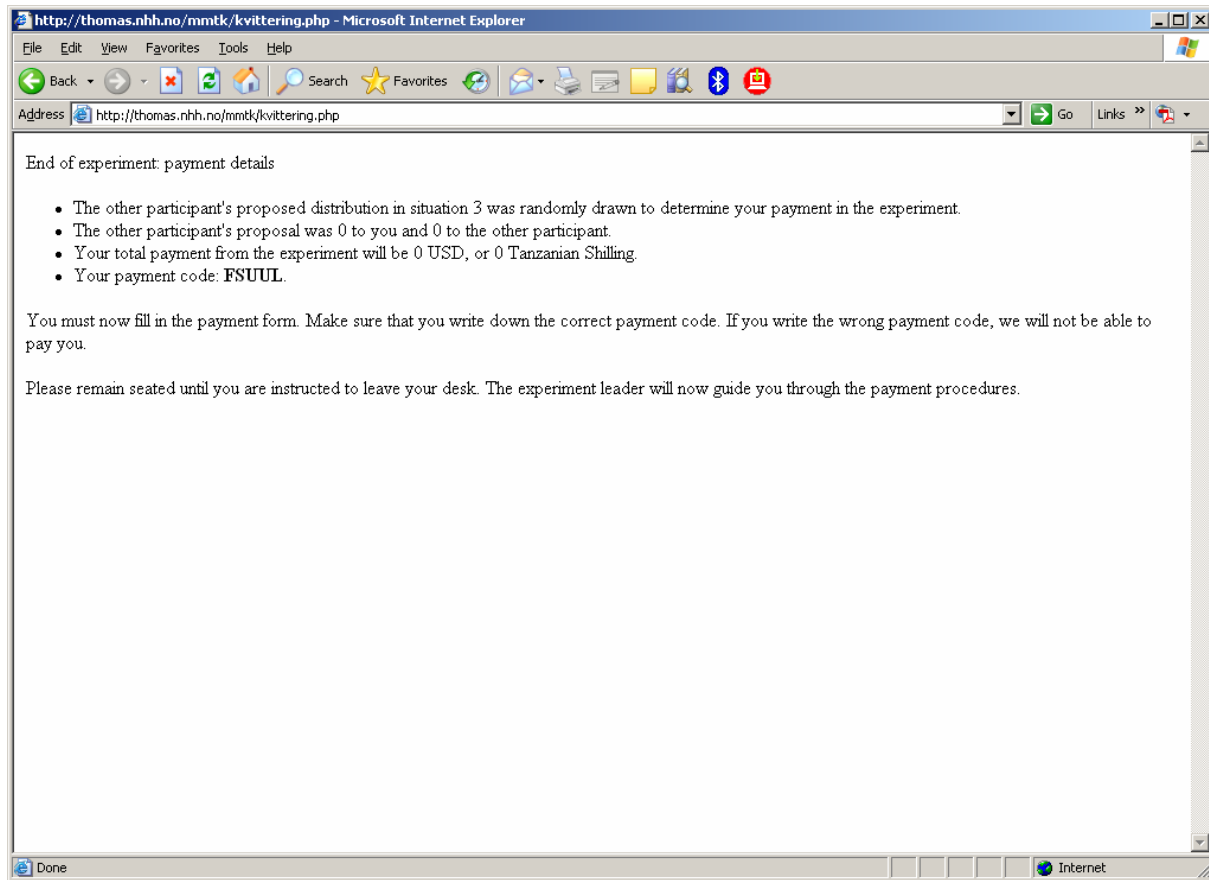 http://thomas.nhh.no/mmtk/kvittering.php - Microsoft Internet Explorer
File Edit View Favorites Tools Help
Back Search Favorites
Address http://thomas.nhh.no/mmtk/kvittering.php Go Links »
End of experiment: payment details
• The other participant's proposed distribution in situation 3 was randomly drawn to determine your payment in the experiment.
• The other participant's proposal was 0 to you and 0 to the other participant.
• Your total payment from the experiment will be 0 USD, or 0 Tanzanian Shilling.
• Your payment code: FSUUL.
You must now fill in the payment form. Make sure that you write down the correct payment code. If you write the wrong payment code, we will not be able to
pay you.
Please remain seated until you are instructed to leave your desk. The experiment leader will now guide you through the payment procedures.
Done Internet